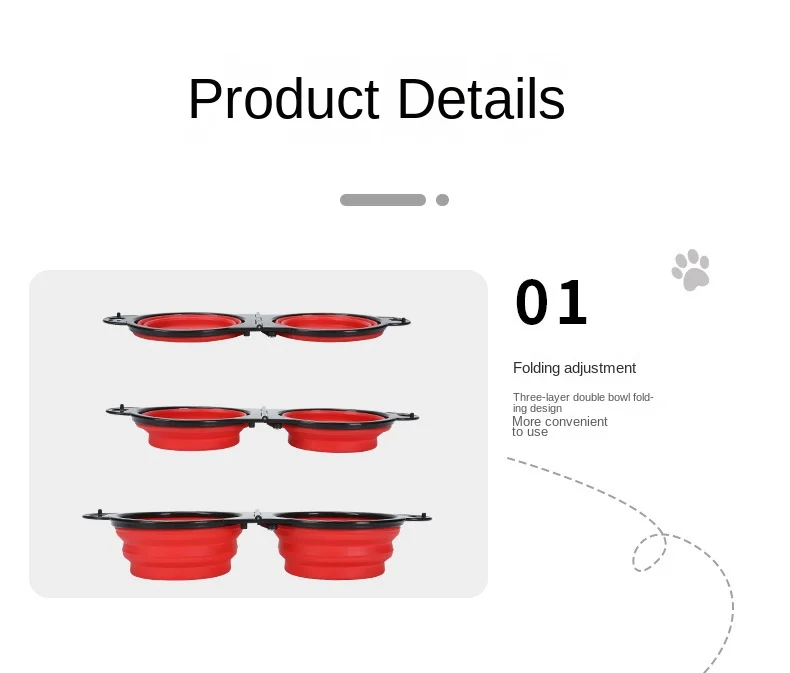 Product Details
01
Folding adjustment
Three-layer double bowl fold-
ing design
More convenient
to use